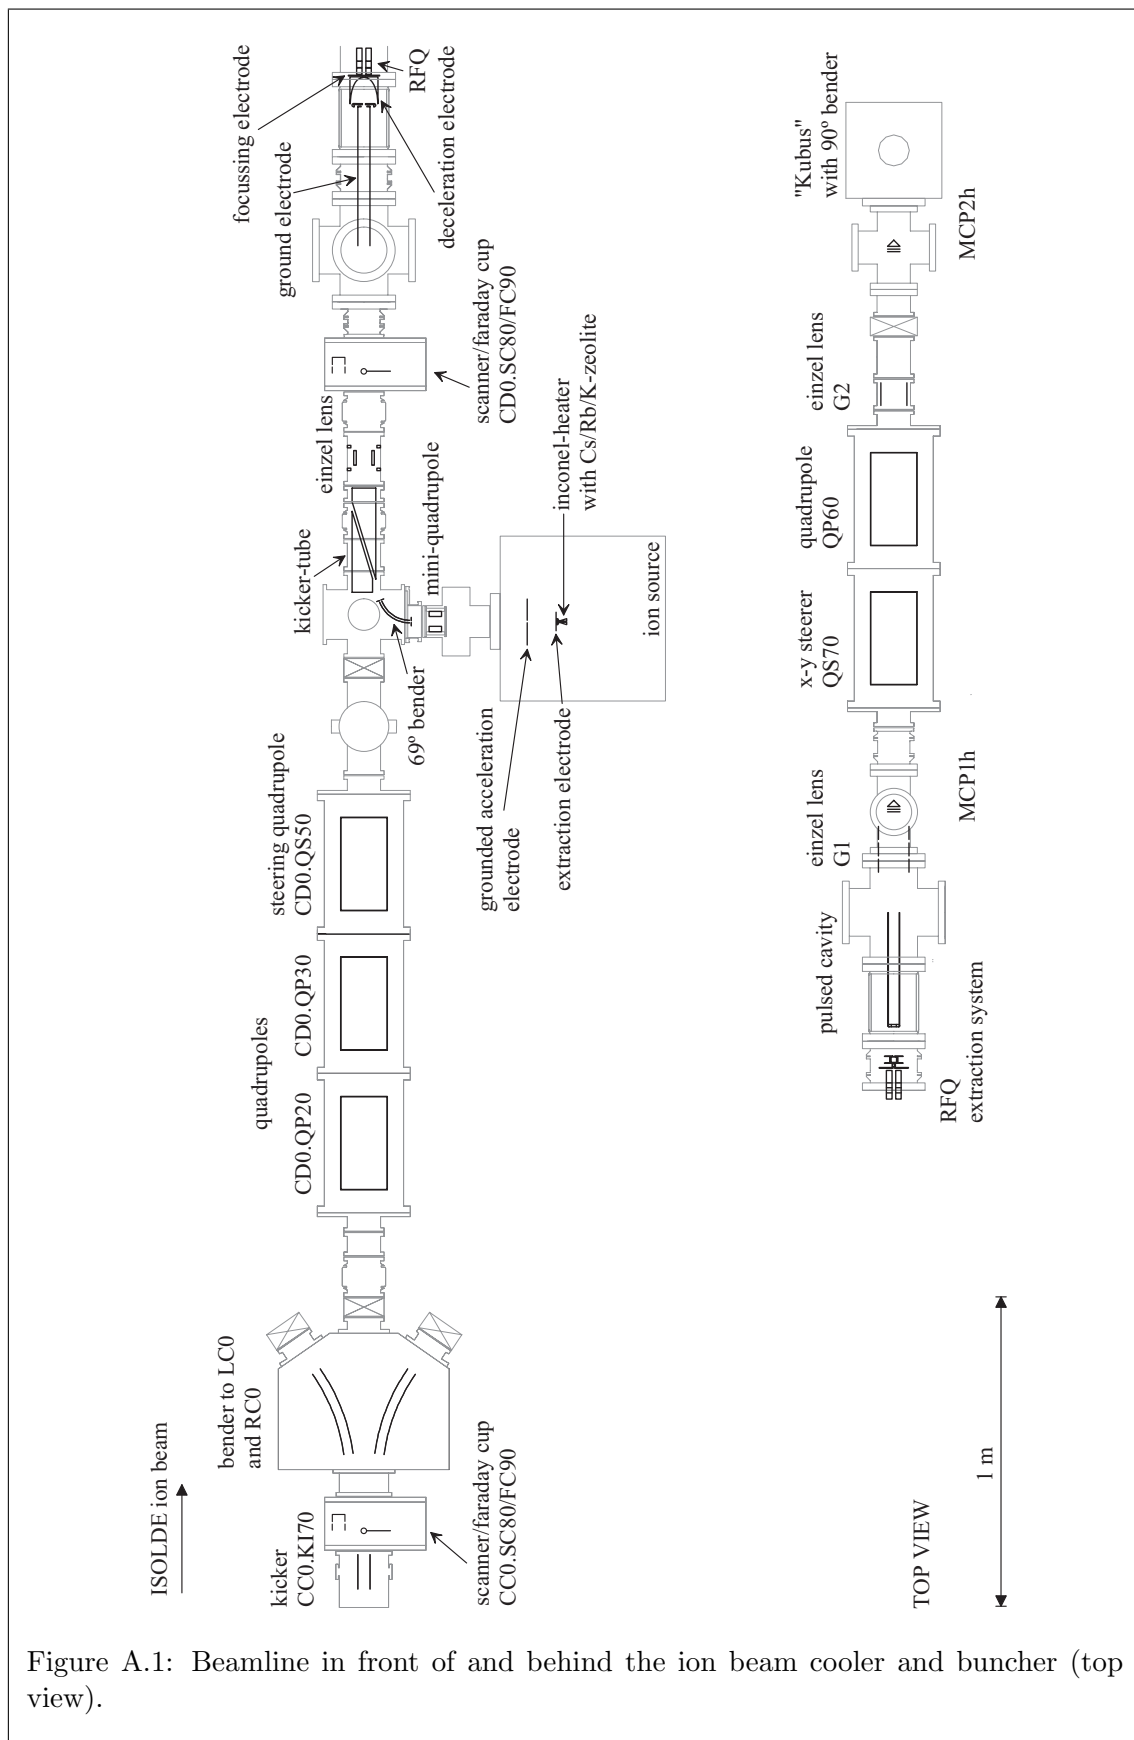 ISOLDE ion beam
kicker
CC0.KI70
scanner/faraday cup
CC0.SC80/FC90
bender to LC0
and RC0
quadrupoles
CD0.QP20
CD0.QP30
steering quadrupole
CD0.QS50
69º bender
kicker-tube
mini-quadrupole
einzel lens
scanner/faraday cup
CD0.SC80/FC90
ground electrode
focussing electrode
deceleration electrode
RFQ
grounded acceleration
electrode
extraction electrode
inconel-heater
with Cs/Rb/K-zeolite
ion source
TOP VIEW
1 m
RFQ
extraction system
pulsed cavity
einzel lens
G1
MCP1h
x-y steerer
QS70
quadrupole
QP60
einzel lens
G2
MCP2h
"Kubus"
with 90º bender
Figure A.1: Beamline in front of and behind the ion beam cooler and buncher (top
view).